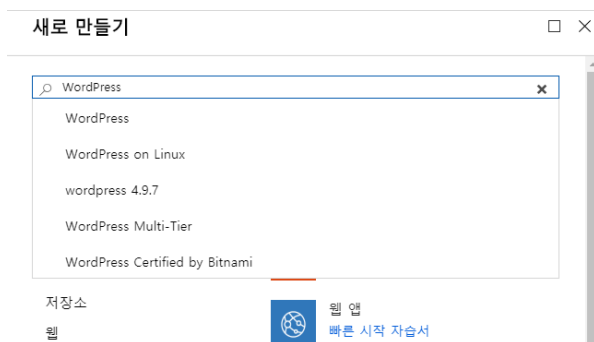 새로 만들기
WordPress
WordPress
WordPress on Linux
wordpress 4.9.7
WordPress Multi-Tier
WordPress Certified by Bitnami
저장소
웹
웹 앱
빠른 시작 자습서